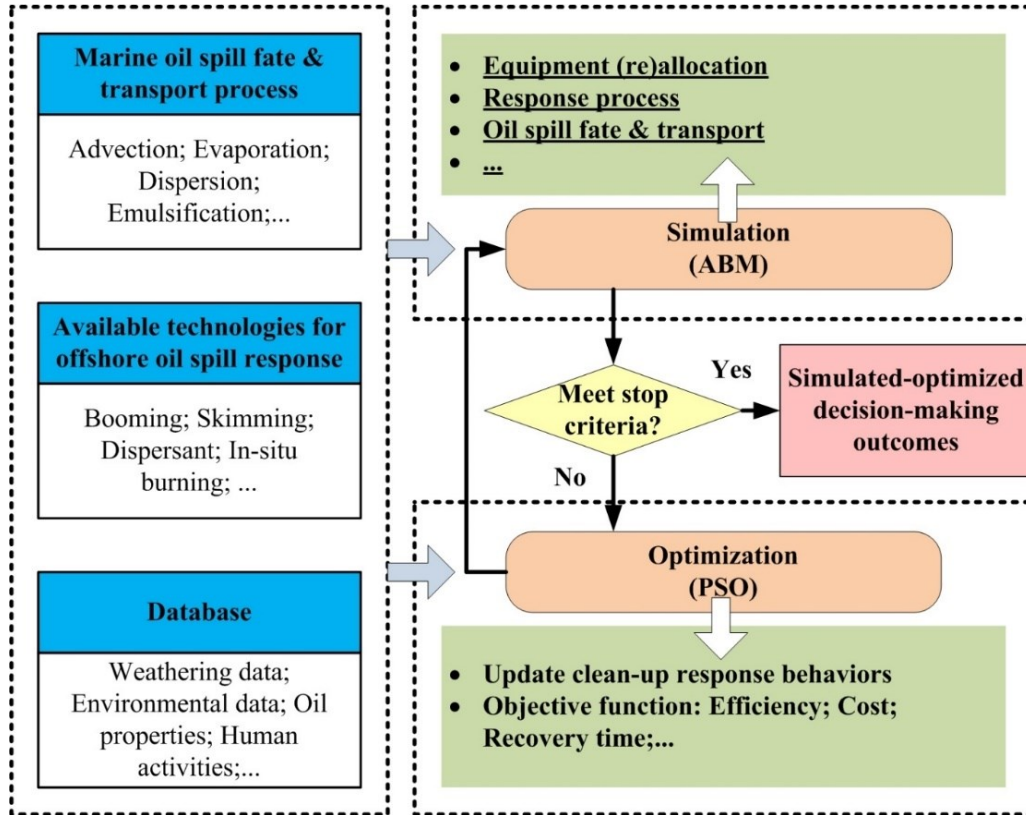 Marine oil spill fate &
transport process
Advection; Evaporation;
Dispersion;
Emulsification;...
Available technologies for
offshore oil spill response
Booming; Skimming;
Dispersant; In-situ
burning; ...
Database
Weathering data;
Environmental data; Oil
properties; Human
activities;...
• Equipment (re)allocation
• Response process
• Oil spill fate & transport
• ...
Simulation
(ABM)
Meet stop
criteria?
Yes
Simulated-optimized
decision-making
outcomes
No
Optimization
(PSO)
• Update clean-up response behaviors
• Objective function: Efficiency; Cost;
Recovery time;...